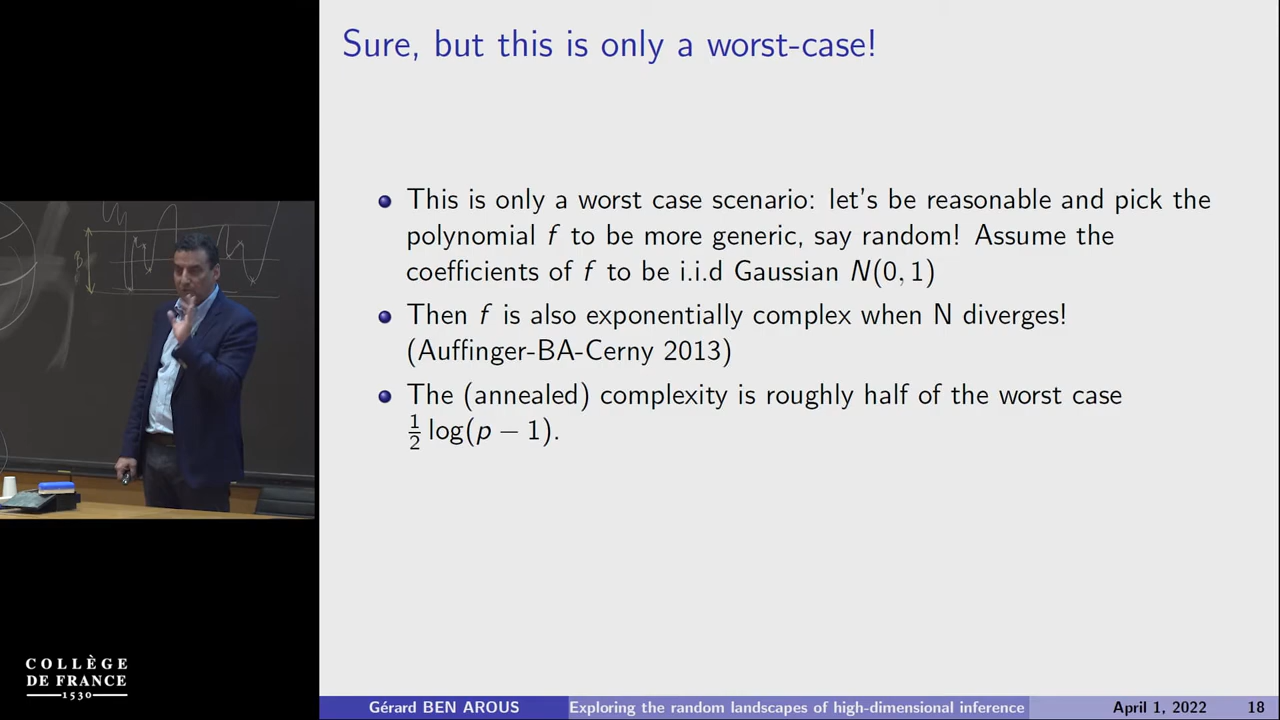 Sure, but this is only a worst-case!
This is only a worst case scenario: let's be reasonable and pick the
polynomial f to be more generic, say random! Assume the
coefficients of f to be i.i.d Gaussian N(0, 1)
Then f is also exponentially complex when N diverges!
(Auffinger-BA-Cerny 2013)
The (annealed) complexity is roughly half of the worst case
½ log(p − 1).
COLLÈGE
DE FRANCE
1530
Gérard BEN AROUS Exploring the random landscapes of high-dimensional inference April 1, 2022 18